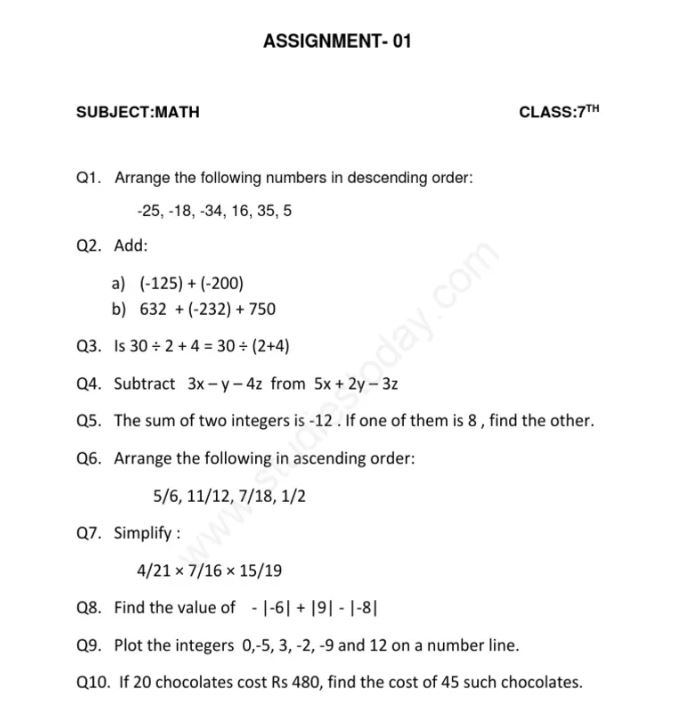 ASSIGNMENT- 01
SUBJECT:MATH CLASS:7TH
Q1. Arrange the following numbers in descending order:
-25, -18, -34, 16, 35, 5
Q2. Add:
a) (-125) + (-200)
b) 632 + (-232) + 750
Q3. Is 30 ÷ 2 + 4 = 30 ÷ (2+4)
Q4. Subtract 3x – y – 4z from 5x + 2y – 3z
Q5. The sum of two integers is -12 . If one of them is 8 , find the other.
Q6. Arrange the following in ascending order:
5/6, 11/12, 7/18, 1/2
Q7. Simplify :
4/21 × 7/16 × 15/19
Q8. Find the value of - |-6| + |9| - |-8|
Q9. Plot the integers 0,-5, 3, -2, -9 and 12 on a number line.
Q10. If 20 chocolates cost Rs 480, find the cost of 45 such chocolates.
www.studiestoday.com